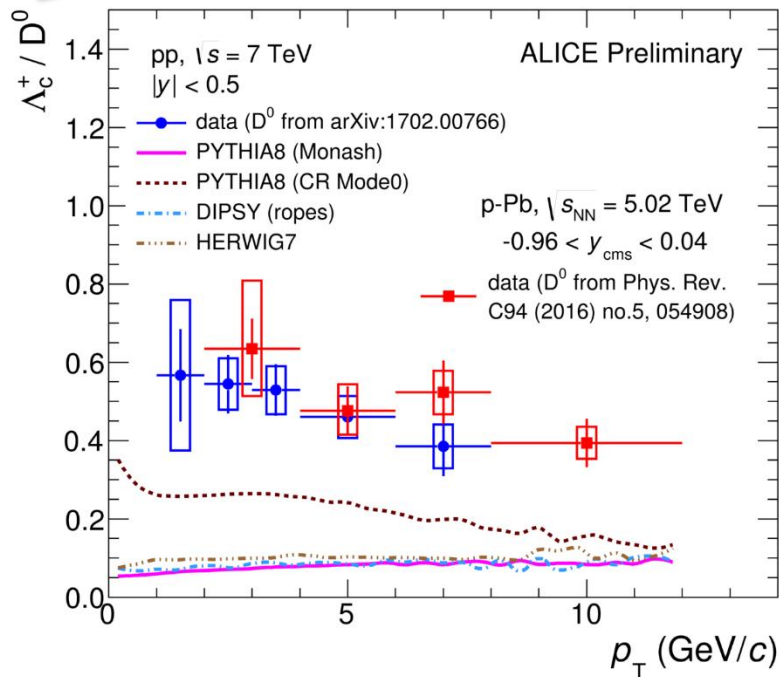 Λc+ / D0
1.4
1.2
1.0
0.8
0.6
0.4
0.2
0.0
pp, √s = 7 TeV
|y| < 0.5
ALICE Preliminary
data (D0 from arXiv:1702.00766)
PYTHIA8 (Monash)
PYTHIA8 (CR Mode0)
DIPSY (ropes)
HERWIG7
p-Pb, √sNN = 5.02 TeV
-0.96 < ycms < 0.04
data (D0 from Phys. Rev.
C94 (2016) no.5, 054908)
0 5 10
pT (GeV/c)